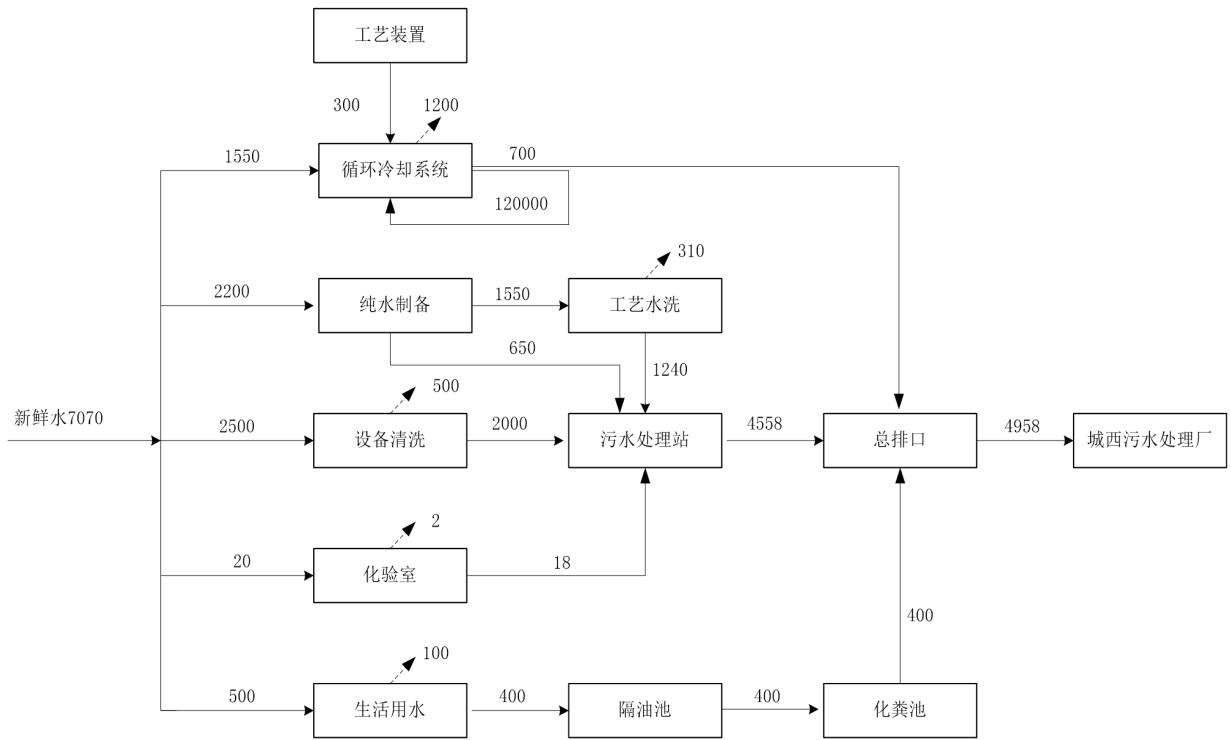 工艺装置
300
1200
1550
循环冷却系统
700
120000
310
2200
纯水制备
1550
工艺水洗
650
1240
500
新鲜水7070
2500
设备清洗
2000
污水处理站
4558
总排口
4958
城西污水处理厂
2
20
化验室
18
400
100
500
生活用水
400
隔油池
400
化粪池